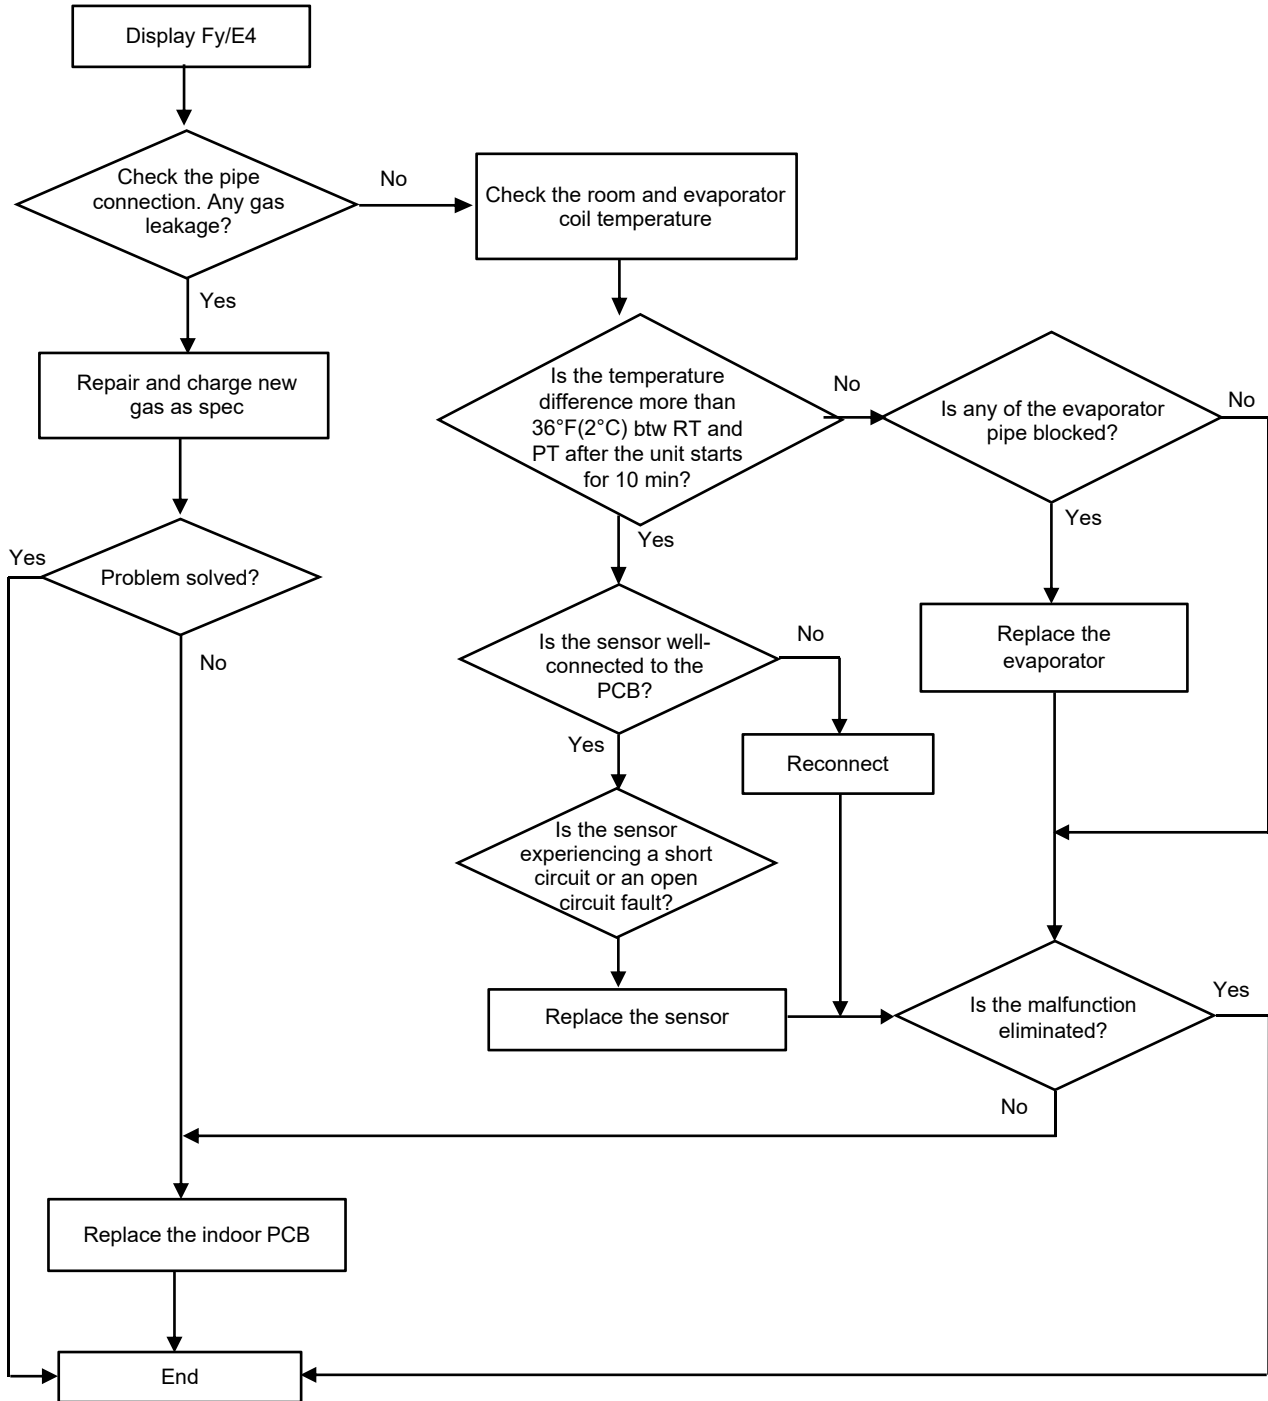 Display Fy/E4
Check the pipe
connection. Any gas
leakage?
No
Check the room and evaporator
coil temperature
Yes
Repair and charge new
gas as spec
Is the temperature
difference more than
36°F(2°C) btw RT and
PT after the unit starts
for 10 min?
No
Is any of the evaporator
pipe blocked?
No
Yes
Yes
Yes
Problem solved?
No
Is the sensor well-
connected to the
PCB?
No
Replace the
evaporator
Yes
Reconnect
Is the sensor
experiencing a short
circuit or an open
circuit fault?
Replace the sensor
Is the malfunction
eliminated?
Yes
No
Replace the indoor PCB
End